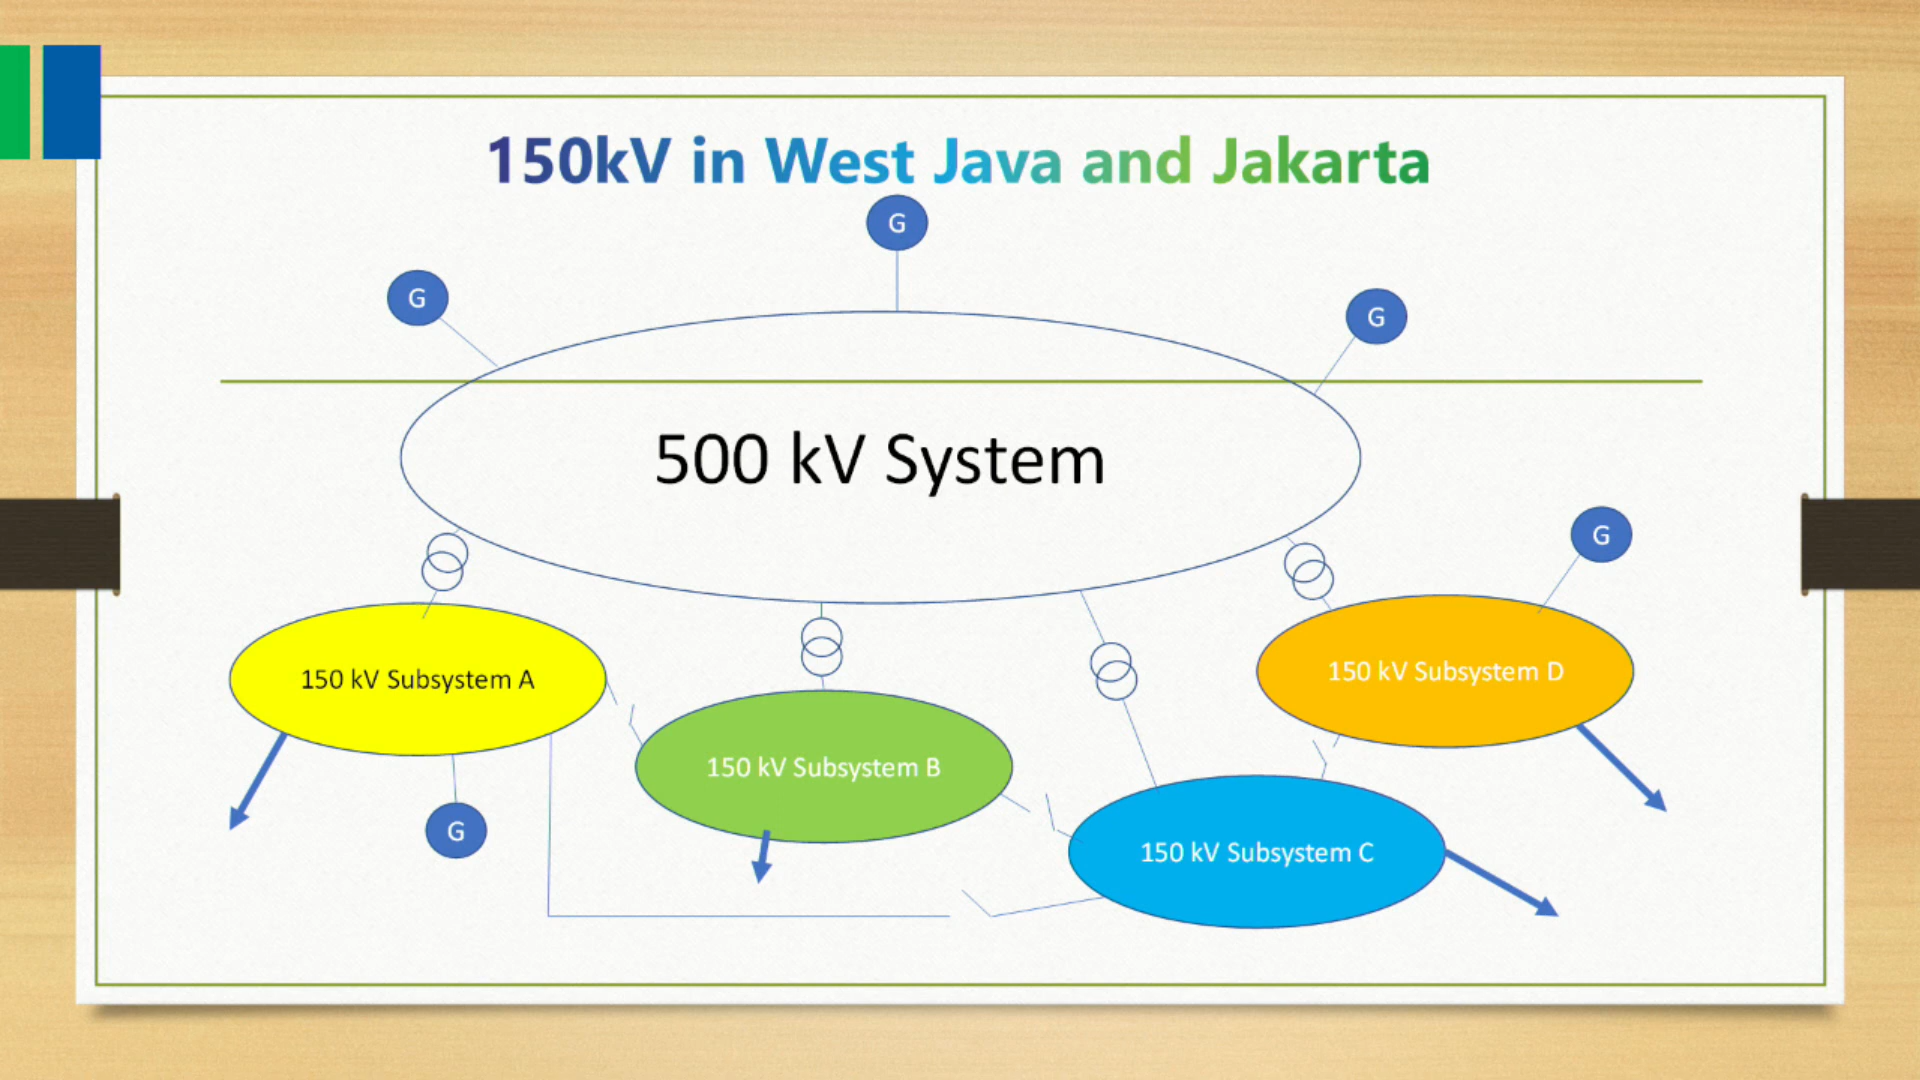 150kV in West Java and Jakarta
G
G
G
500 kV System
G
150 kV Subsystem A
150 kV Subsystem D
150 kV Subsystem B
G
150 kV Subsystem C